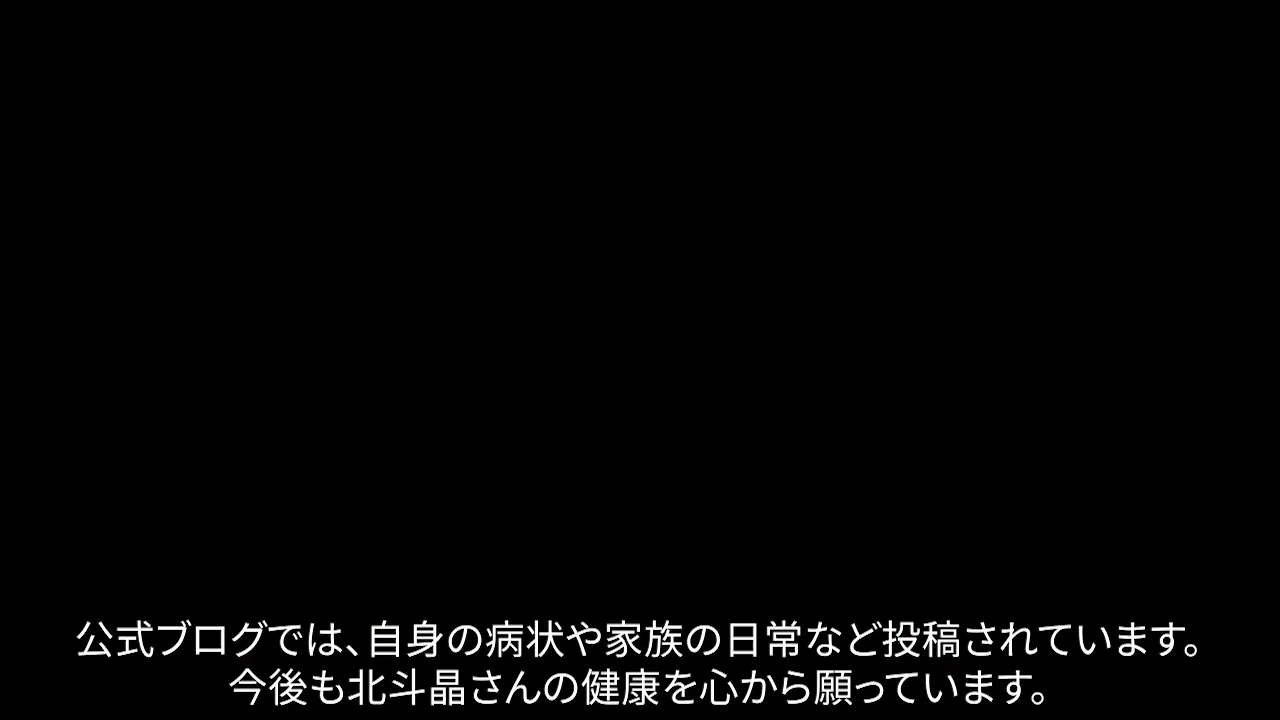 公式ブログでは、自身の病状や家族の日常など投稿されています。
今後も北斗晶さんの健康を心から願っています。